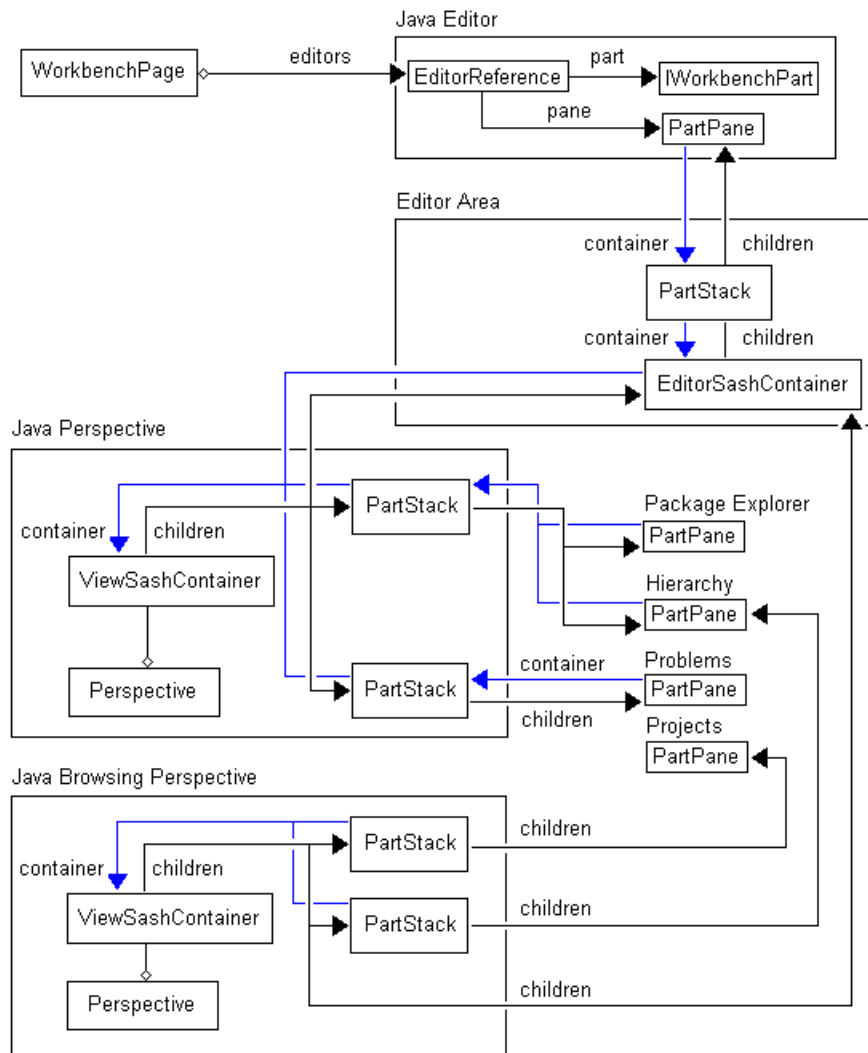 Java Editor
WorkbenchPage
editors
EditorReference
part
IWorkbenchPart
pane
PartPane
Editor Area
container
children
PartStack
container
children
EditorSashContainer
Java Perspective
PartStack
Package Explorer
PartPane
container
children
ViewSashContainer
Hierarchy
PartPane
Perspective
PartStack
container
Problems
PartPane
children
Projects
PartPane
Java Browsing Perspective
PartStack
children
container
children
ViewSashContainer
PartStack
children
Perspective
children